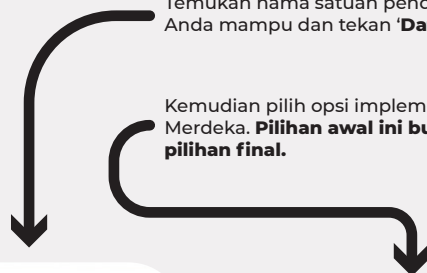 Temukan nama satuan
Anda mampu dan tekan ‘Da
Kemudian pilih opsi implem
Merdeka. Pilihan awal ini bu
pilihan final.